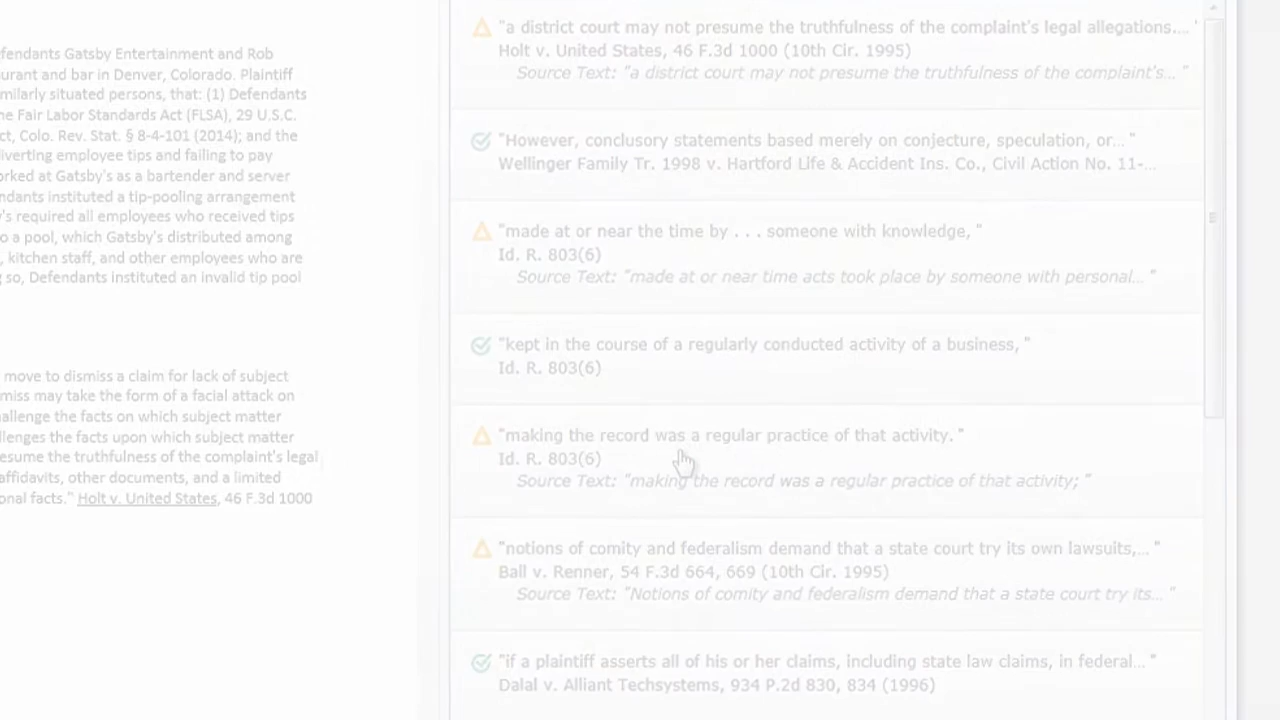 efendants Gatsby Entertainment and Rob
urant and bar in Denver, Colorado. Plaintiff
milarly situated persons, that: (1) Defendants
he Fair Labor Standards Act (FLSA), 29 U.S.C.
ct, Colo. Rev. Stat. § 8-4-101 (2014); and the
iverting employee tips and failing to pay
orked at Gatsby's as a bartender and server
ndants instituted a tip-pooling arrangement
y's required all employees who received tips
o a pool, which Gatsby's distributed among
, kitchen staff, and other employees who are
g so, Defendants instituted an invalid tip pool
move to dismiss a claim for lack of subject
miss may take the form of a facial attack on
hallenge the facts on which subject matter
llenges the facts upon which subject matter
esume the truthfulness of the complaint's legal
affidavits, other documents, and a limited
onal facts." Holt v. United States, 46 F.3d 1000
"a district court may not presume the truthfulness of the complaint's legal allegations.... "
Holt v. United States, 46 F.3d 1000 (10th Cir. 1995)
Source Text: "a district court may not presume the truthfulness of the complaint's... "
"However, conclusory statements based merely on conjecture, speculation, or... "
Wellinger Family Tr. 1998 v. Hartford Life & Accident Ins. Co., Civil Action No. 11-...
"made at or near the time by . . . someone with knowledge, "
Id. R. 803(6)
Source Text: "made at or near time acts took place by someone with personal... "
"kept in the course of a regularly conducted activity of a business, "
Id. R. 803(6)
"making the record was a regular practice of that activity. "
Id. R. 803(6)
Source Text: "making the record was a regular practice of that activity; "
"notions of comity and federalism demand that a state court try its own lawsuits,... "
Ball v. Renner, 54 F.3d 664, 669 (10th Cir. 1995)
Source Text: "Notions of comity and federalism demand that a state court try its... "
"if a plaintiff asserts all of his or her claims, including state law claims, in federal... "
Dalal v. Alliant Techsystems, 934 P.2d 830, 834 (1996)